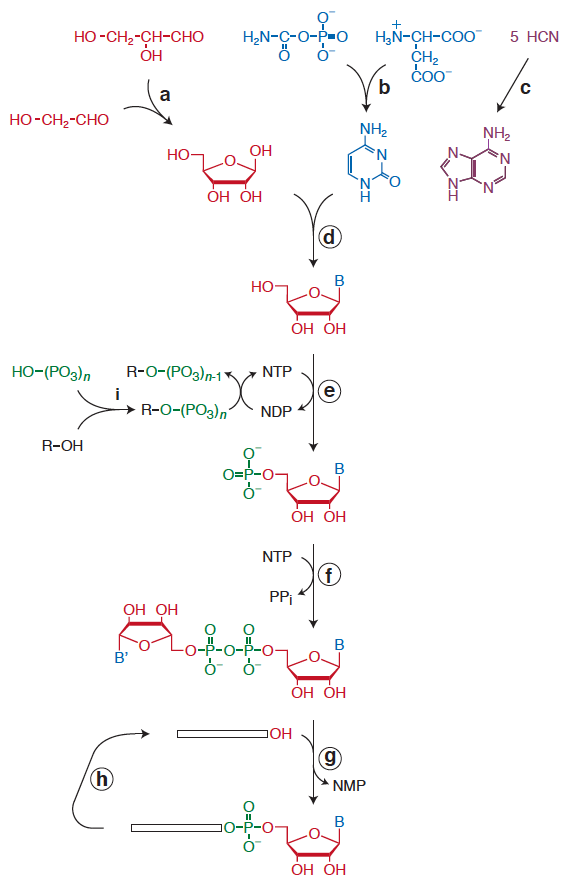 HO-CH₂-CH-CHO
OH
H₂N-C-O-P=O
O
O⁻
O⁻
H₃N⁺-CH-COO⁻
CH₂
COO⁻
5 HCN
a
b
c
HO-CH₂-CHO
HO
O
OH
OH OH
NH₂
N
N
H
O
NH₂
N
N
N
H
N
d
HO
O
B
OH OH
HO-(PO₃)n
R-O-(PO₃)n-1
NTP
e
i
R-O-(PO₃)n
NDP
R-OH
O⁻
O=P-O
O⁻
O
B
OH OH
NTP
f
PPi
OH OH
O
B'
O-P-O-P-O
O
O
O⁻
O⁻
O
B
OH OH
OH
g
h
NMP
O
O-P-O
O⁻
O
B
OH OH